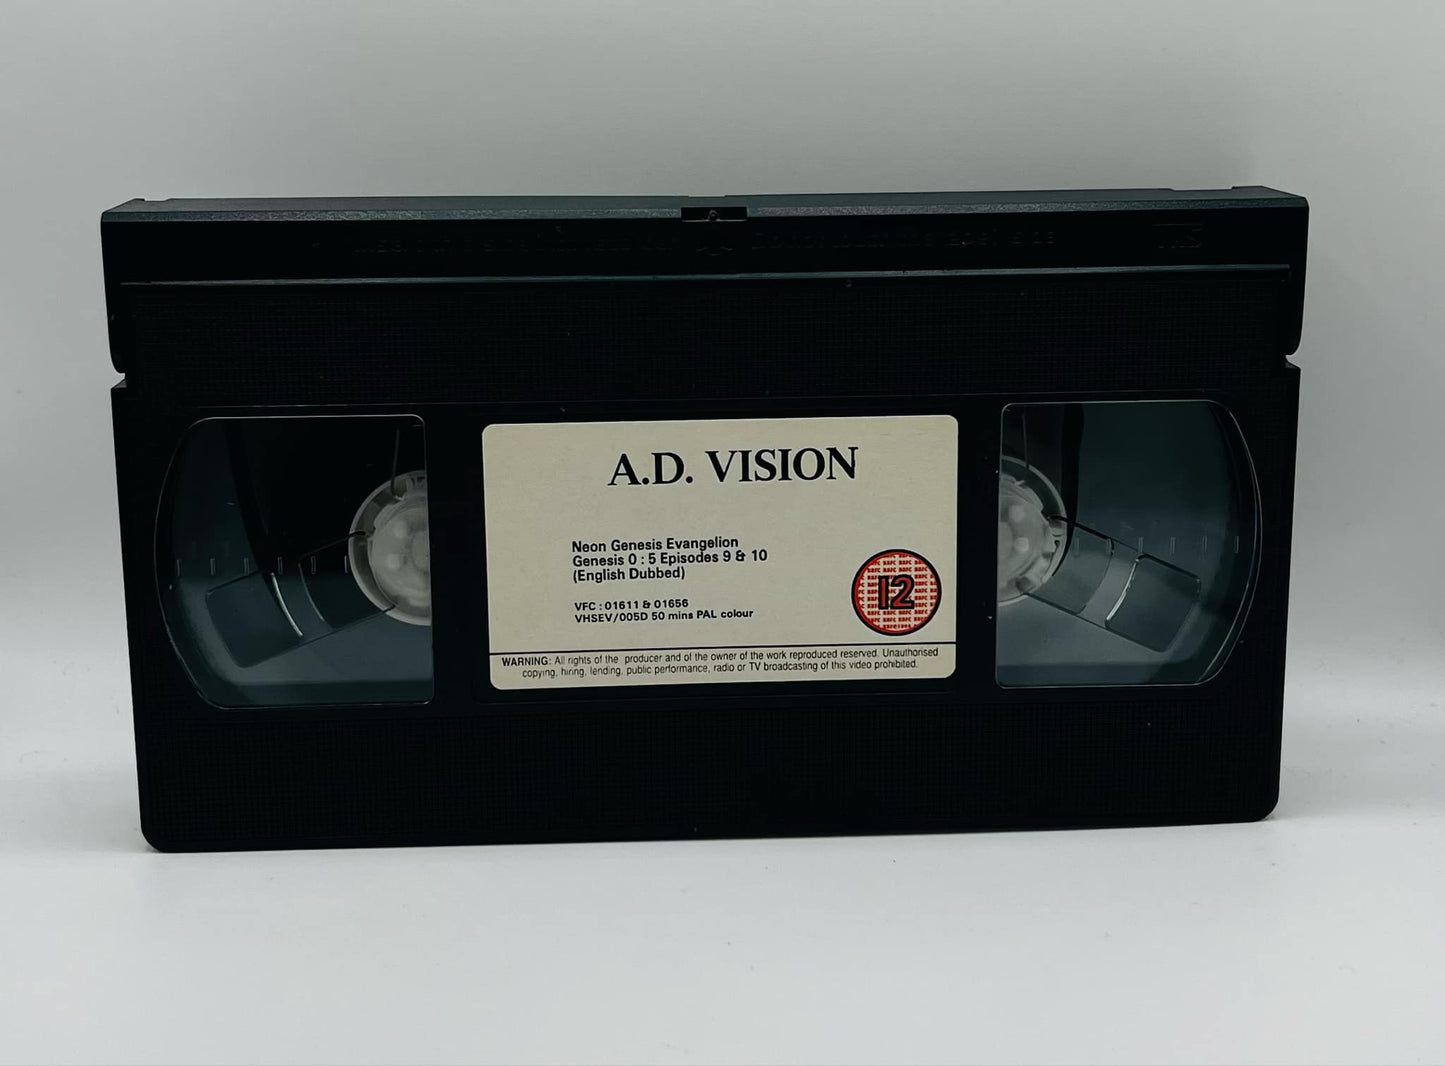 VHS
A.D. VISION
Neon Genesis Evangelion
Genesis 0 : 5 Episodes 9 & 10
(English Dubbed)
VFC : 01611 & 01656
VHSEV/005D 50 mins PAL colour
12
WARNING: All rights of the producer and of the owner of the work reproduced reserved. Unauthorised
copying, hiring, lending, public performance, radio or TV broadcasting of this video prohibited.